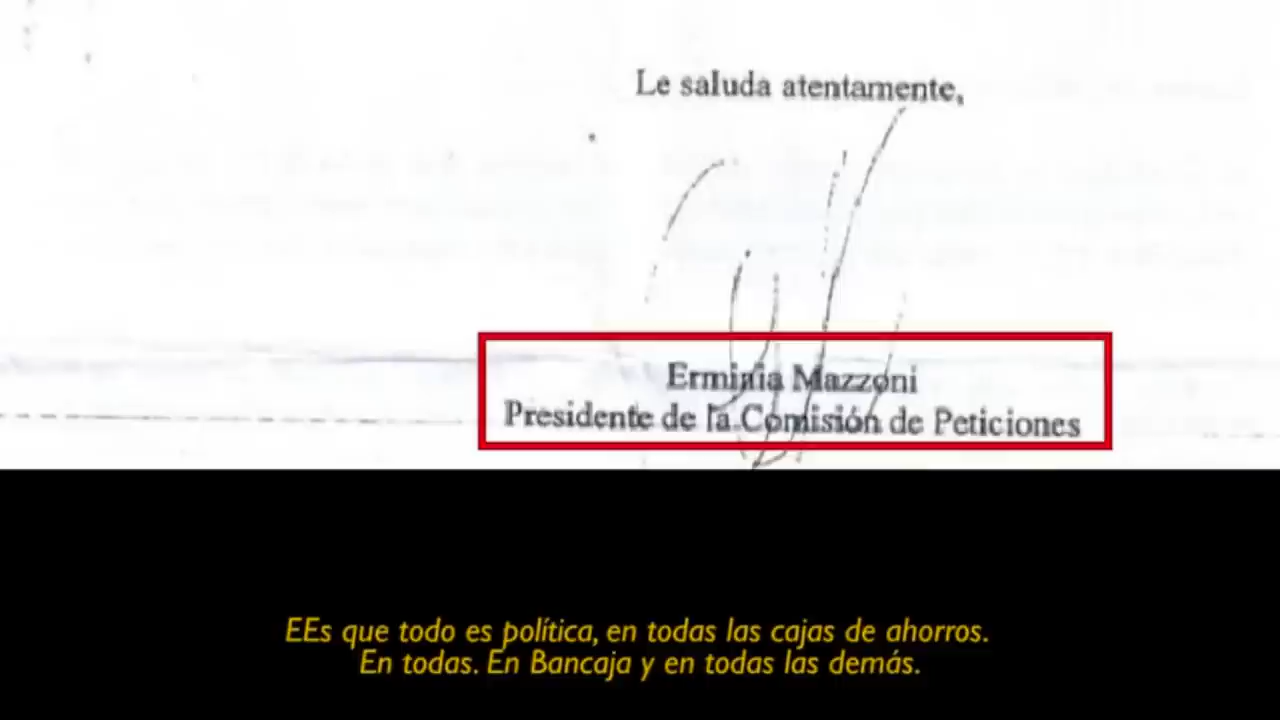 Le saluda atentamente,
Erminia Mazzoni
Presidente de la Comisión de Peticiones
EEs que todo es política, en todas las cajas de ahorros.
En todas. En Bancaja y en todas las demás.